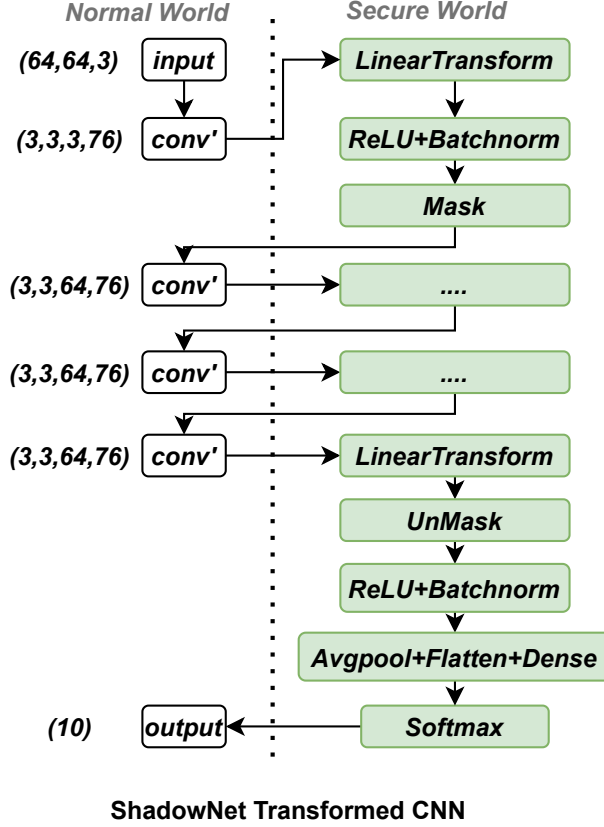 Normal World Secure World
(64,64,3) input LinearTransform
(3,3,3,76) conv' ReLU+Batchnorm
Mask
(3,3,64,76) conv' ....
(3,3,64,76) conv' ....
(3,3,64,76) conv' LinearTransform
UnMask
ReLU+Batchnorm
Avgpool+Flatten+Dense
(10) output Softmax
ShadowNet Transformed CNN